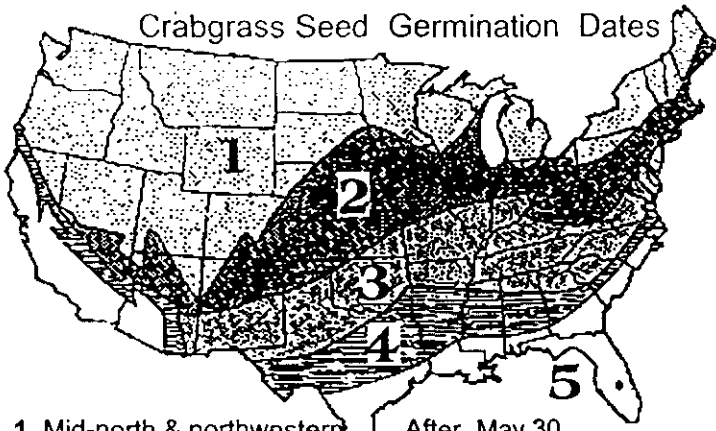 Crabgrass Seed Germination Dates
1
2
3
4
5
1 Mid-north & northwestern After May 30